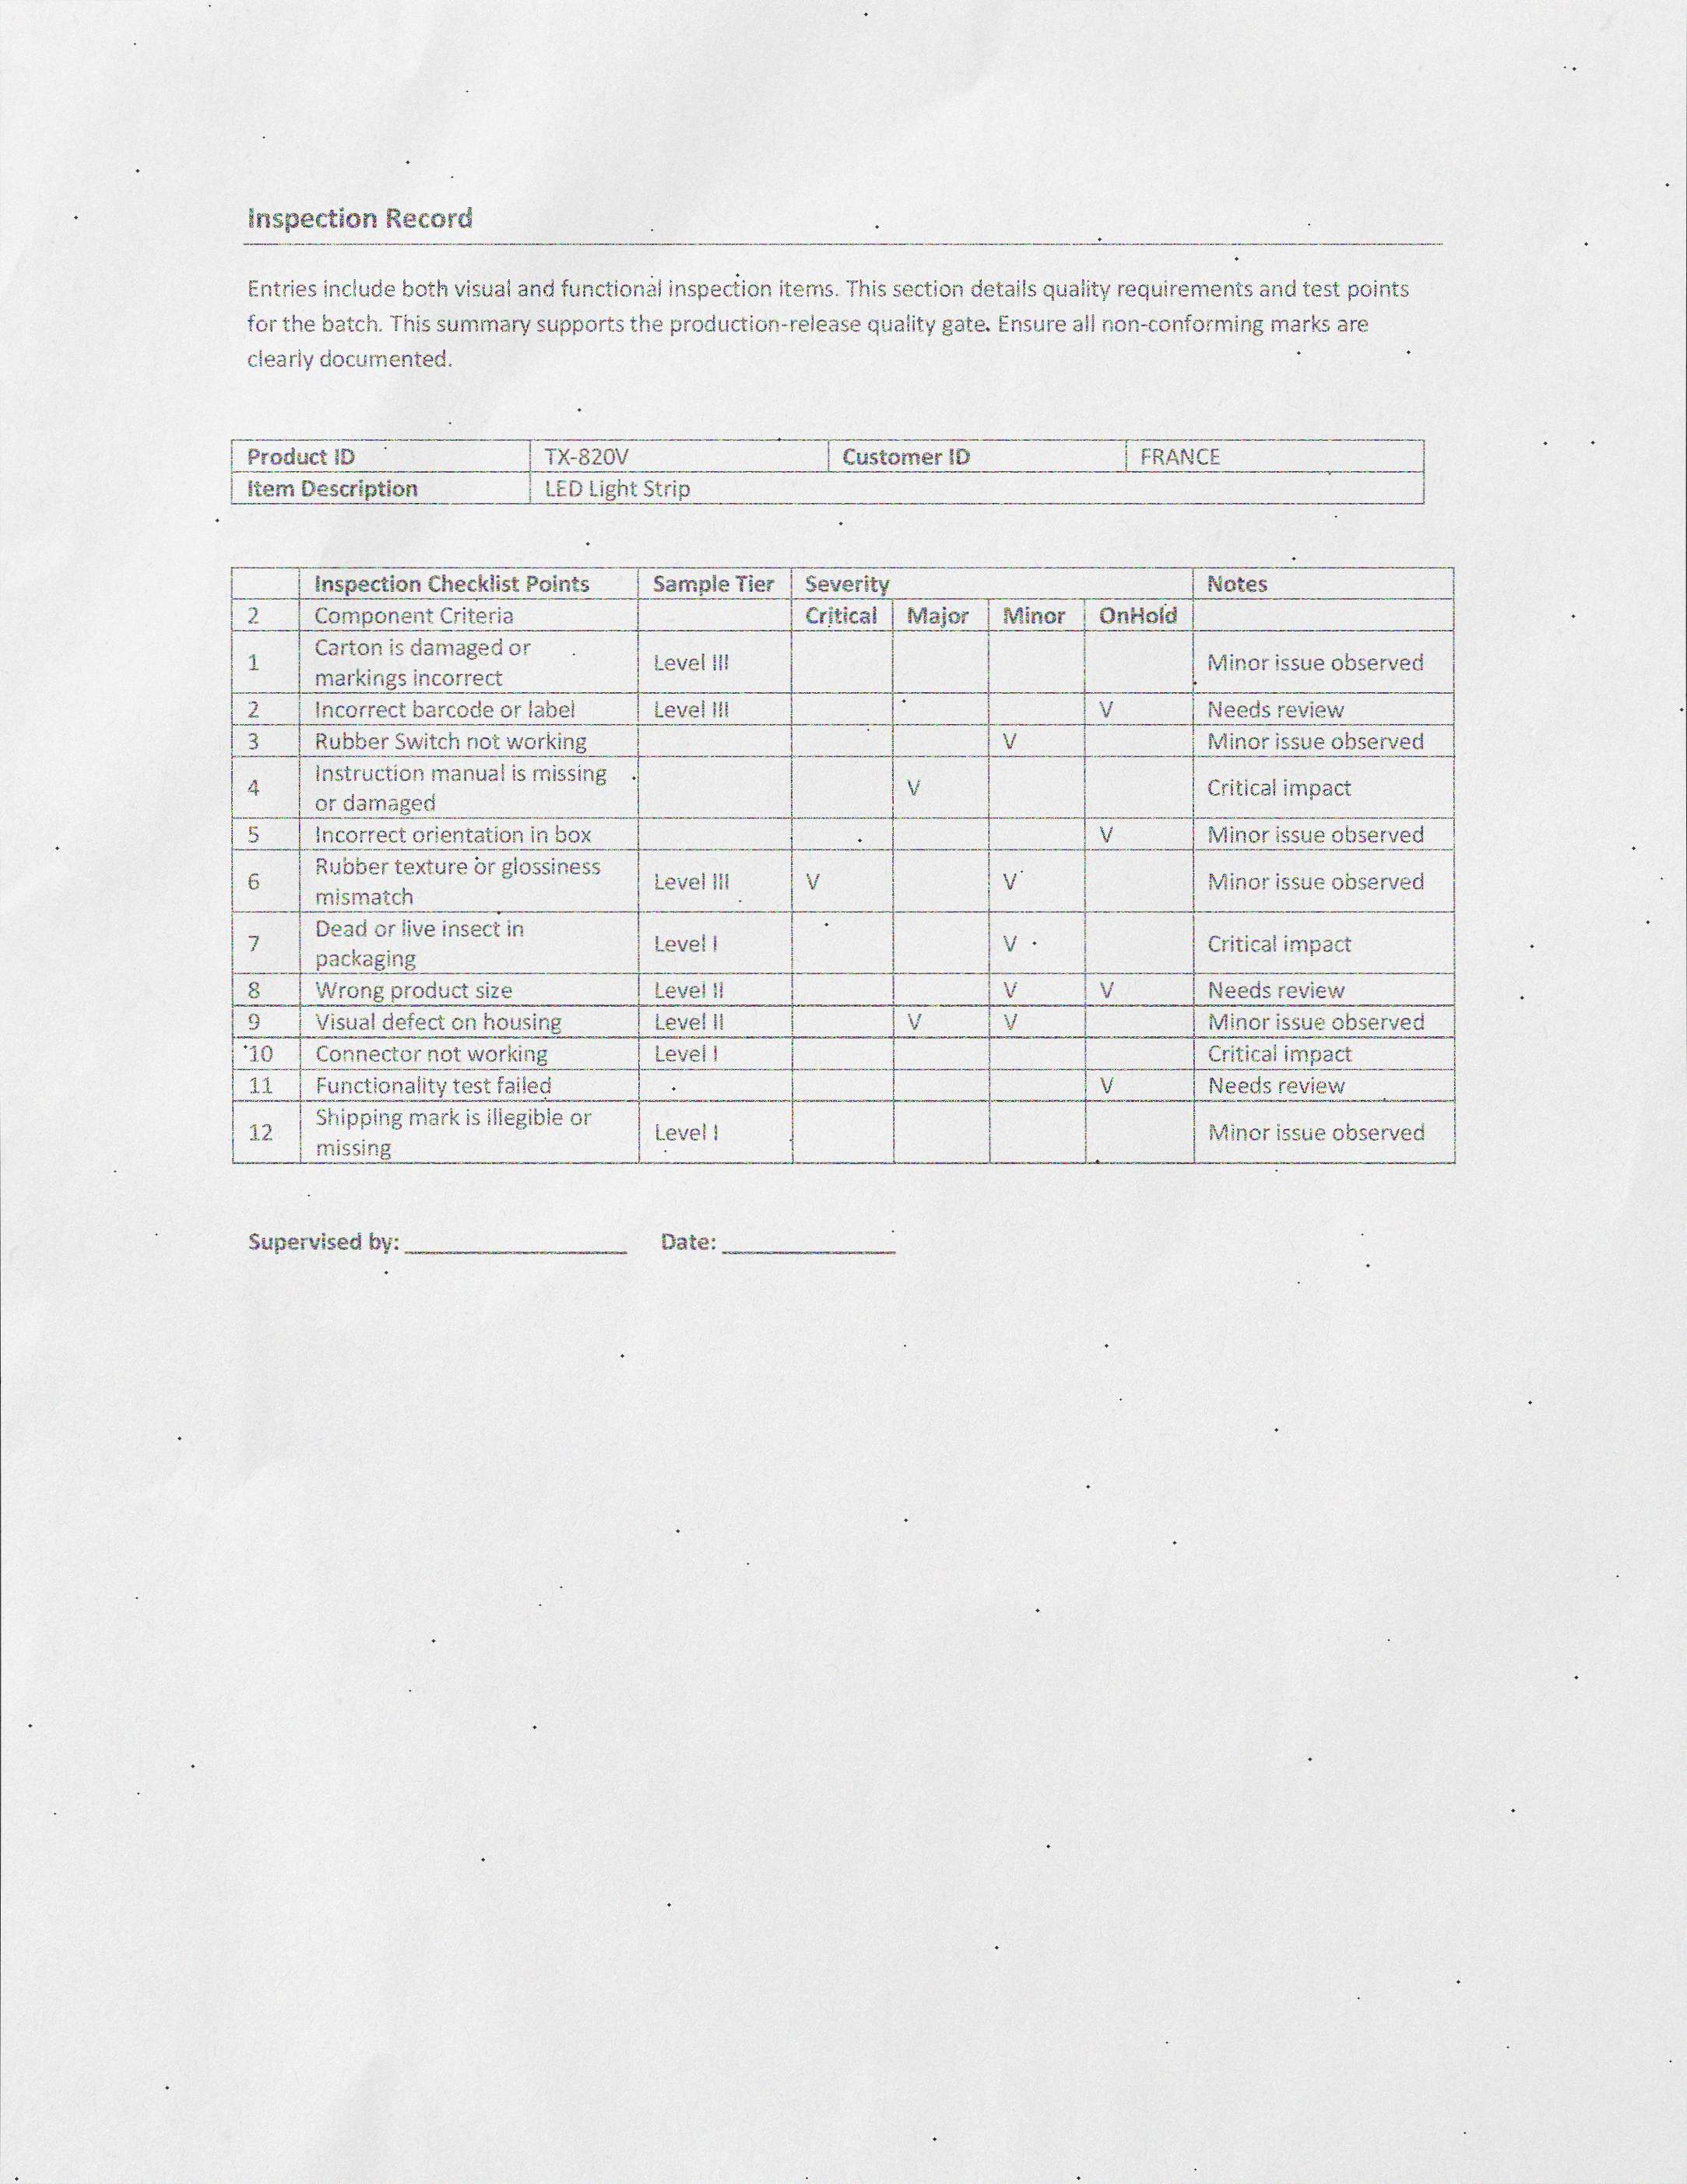 Inspection Record
Entries include both visual and functional inspection items. This section details quality requirements and test points
for the batch. This summary supports the production-release quality gate. Ensure all non-conforming marks are
clearly documented.
Product ID TX-820V Customer ID FRANCE
Item Description LED Light Strip
Inspection Checklist Points Sample Tier Severity Notes
2 Component Criteria Critical Major Minor OnHold
1 Carton is damaged or
markings incorrect Level III Minor issue observed
2 Incorrect barcode or label Level III V Needs review
3 Rubber Switch not working V Minor issue observed
4 Instruction manual is missing
or damaged V Critical impact
5 Incorrect orientation in box V Minor issue observed
6 Rubber texture or glossiness
mismatch Level III V V Minor issue observed
7 Dead or live insect in
packaging Level I V Critical impact
8 Wrong product size Level II V V Needs review
9 Visual defect on housing Level II V V Minor issue observed
10 Connector not working Level I Critical impact
11 Functionality test failed V Needs review
12 Shipping mark is illegible or
missing Level I Minor issue observed
Supervised by: Date: